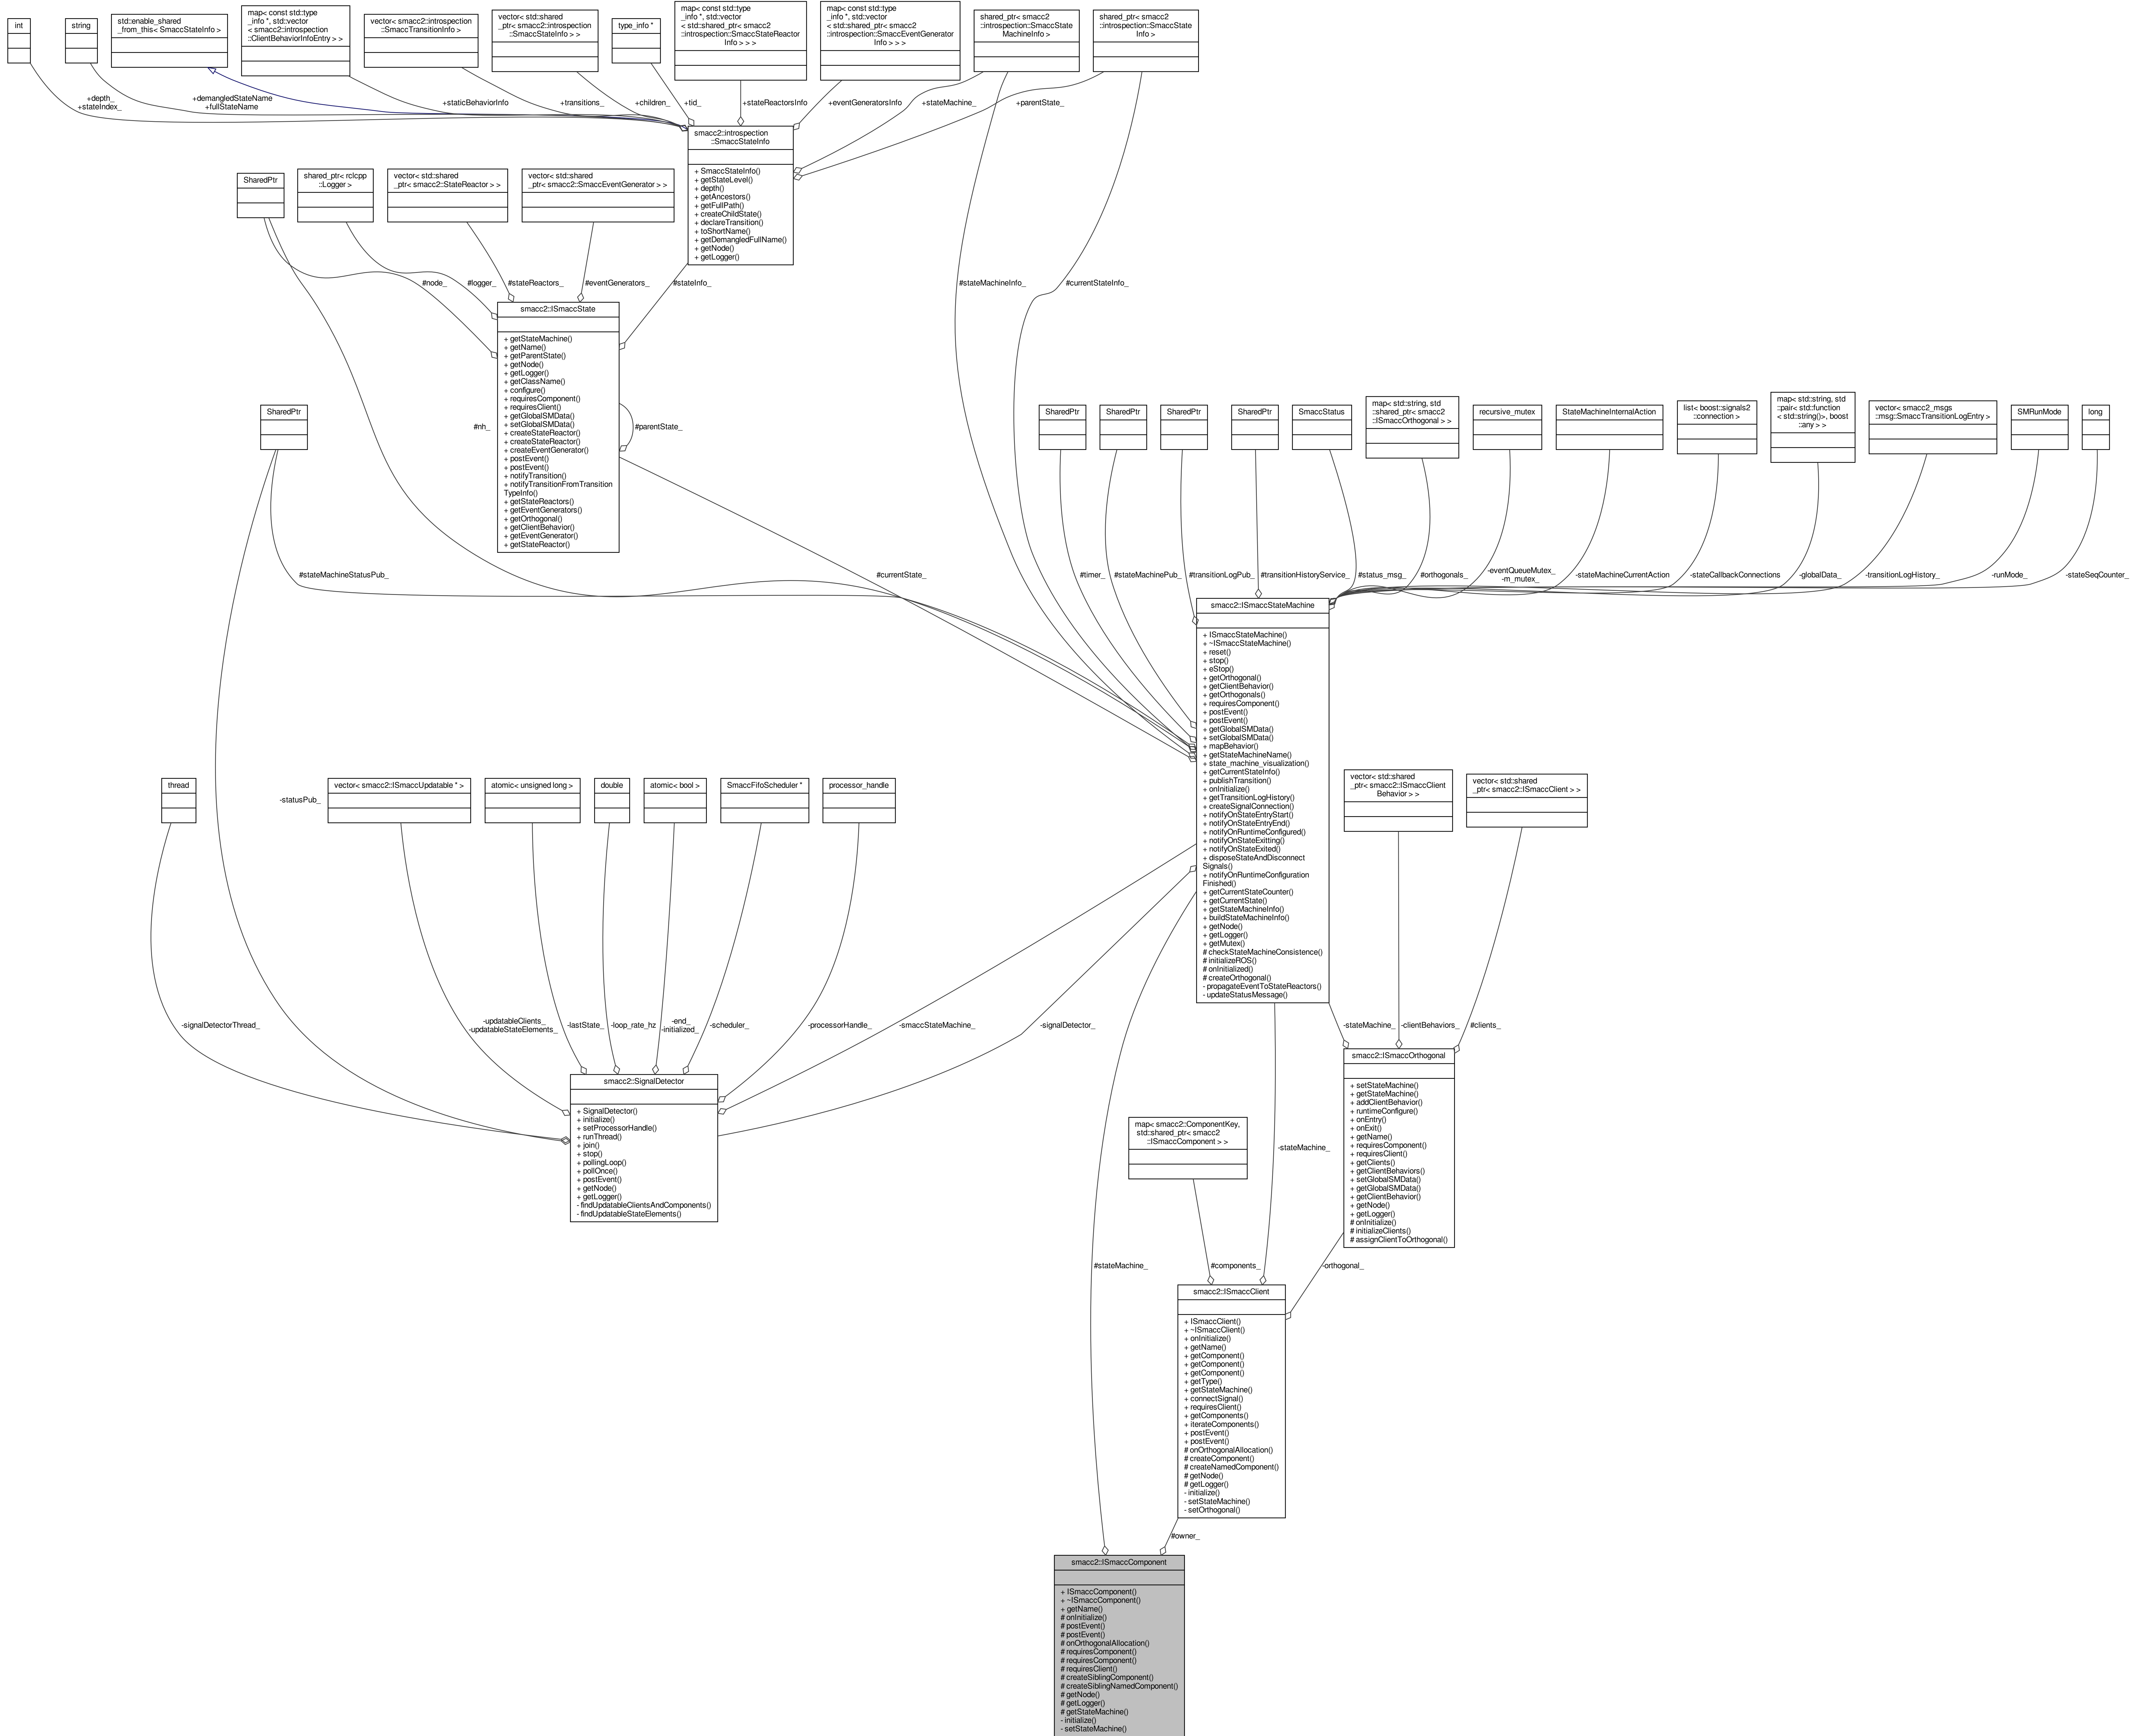 int
string
std::enable_shared
_from_this< SmaccStateInfo >
map< const std::type
_info *, std::vector
< smacc2::introspection
::ClientBehaviorInfoEntry > >
vector< smacc2::introspection
::SmaccTransitionInfo >
vector< std::shared
_ptr< smacc2::introspection
::SmaccStateInfo > >
type_info *
map< const std::type
_info *, std::vector
< std::shared_ptr< smacc2
::introspection::SmaccStateReactor
Info > > >
map< const std::type
_info *, std::vector
< std::shared_ptr< smacc2
::introspection::SmaccEventGenerator
Info > > >
shared_ptr< smacc2
::introspection::SmaccState
MachineInfo >
shared_ptr< smacc2
::introspection::SmaccState
Info >
+depth_
+stateIndex_
+demangledStateName
+fullStateName
+staticBehaviorInfo
+transitions_
+children_
+tid_
+stateReactorsInfo
+eventGeneratorsInfo
+stateMachine_
+parentState_
smacc2::introspection
::SmaccStateInfo
+ SmaccStateInfo()
+ getStateLevel()
+ depth()
+ getAncestors()
+ getFullPath()
+ createChildState()
+ declareTransition()
+ toShortName()
+ getDemangledFullName()
+ getNode()
+ getLogger()
SharedPtr
shared_ptr< rclcpp
::Logger >
vector< std::shared
_ptr< smacc2::StateReactor > >
vector< std::shared
_ptr< smacc2::SmaccEventGenerator > >
#node_
#logger_
#stateReactors_
#eventGenerators_
#stateInfo_
#stateMachineInfo_
#currentStateInfo_
smacc2::ISmaccState
+ getStateMachine()
+ getName()
+ getParentState()
+ getNode()
+ getLogger()
+ getClassName()
+ configure()
+ requiresComponent()
+ requiresClient()
+ getGlobalSMData()
+ setGlobalSMData()
+ createStateReactor()
+ createStateReactor()
+ createEventGenerator()
+ postEvent()
+ postEvent()
+ notifyTransition()
+ notifyTransitionFromTransition
TypeInfo()
+ getStateReactors()
+ getEventGenerators()
+ getOrthogonal()
+ getClientBehavior()
+ getEventGenerator()
+ getStateReactor()
#nh_
#parentState_
SharedPtr
SharedPtr
SharedPtr
SharedPtr
SharedPtr
SmaccStatus
map< std::string, std
::shared_ptr< smacc2
::ISmaccOrthogonal > >
recursive_mutex
StateMachineInternalAction
list< boost::signals2
::connection >
map< std::string, std
::pair< std::function
< std::string()>, boost
::any > >
vector< smacc2_msgs
::msg::SmaccTransitionLogEntry >
SMRunMode
long
#stateMachineStatusPub_
#currentState_
#timer_
#stateMachinePub_
#transitionLogPub_
#transitionHistoryService_
#status_msg_
#orthogonals_
-eventQueueMutex_
-m_mutex_
-stateMachineCurrentAction
-stateCallbackConnections
-globalData_
-transitionLogHistory_
-runMode_
-stateSeqCounter_
smacc2::ISmaccStateMachine
+ ISmaccStateMachine()
+ ~ISmaccStateMachine()
+ reset()
+ stop()
+ eStop()
+ getOrthogonal()
+ getClientBehavior()
+ getOrthogonals()
+ requiresComponent()
+ postEvent()
+ postEvent()
+ getGlobalSMData()
+ setGlobalSMData()
+ mapBehavior()
+ getStateMachineName()
+ state_machine_visualization()
+ getCurrentStateInfo()
+ publishTransition()
+ onInitialize()
+ getTransitionLogHistory()
+ createSignalConnection()
+ notifyOnStateEntryStart()
+ notifyOnStateEntryEnd()
+ notifyOnRuntimeConfigured()
+ notifyOnStateExitting()
+ notifyOnStateExited()
+ disposeStateAndDisconnect
Signals()
+ notifyOnRuntimeConfiguration
Finished()
+ getCurrentStateCounter()
+ getCurrentState()
+ getStateMachineInfo()
+ buildStateMachineInfo()
+ getNode()
+ getLogger()
+ getMutex()
# checkStateMachineConsistence()
# initializeROS()
# onInitialized()
# createOrthogonal()
- propagateEventToStateReactors()
- updateStatusMessage()
thread
-statusPub_
vector< smacc2::ISmaccUpdatable * >
atomic< unsigned long >
double
atomic< bool >
SmaccFifoScheduler *
processor_handle
vector< std::shared
_ptr< smacc2::ISmaccClient
Behavior > >
vector< std::shared
_ptr< smacc2::ISmaccClient > >
-signalDetectorThread_
-updatableClients_
-updatableStateElements_
-lastState_
-loop_rate_hz
-end_
-initialized_
-scheduler_
-processorHandle_
-smaccStateMachine_
-signalDetector_
-stateMachine_
-clientBehaviors_
#clients_
smacc2::SignalDetector
+ SignalDetector()
+ initialize()
+ setProcessorHandle()
+ runThread()
+ join()
+ stop()
+ pollingLoop()
+ pollOnce()
+ postEvent()
+ getNode()
+ getLogger()
- findUpdatableClientsAndComponents()
- findUpdatableStateElements()
smacc2::ISmaccOrthogonal
+ setStateMachine()
+ getStateMachine()
+ addClientBehavior()
+ runtimeConfigure()
+ onEntry()
+ onExit()
+ getName()
+ requiresComponent()
+ requiresClient()
+ getClients()
+ getClientBehaviors()
+ setGlobalSMData()
+ getGlobalSMData()
+ getClientBehavior()
+ getNode()
+ getLogger()
# onInitialize()
# initializeClients()
# assignClientToOrthogonal()
map< smacc2::ComponentKey,
std::shared_ptr< smacc2
::ISmaccComponent > >
-stateMachine_
#stateMachine_
#components_
-orthogonal_
smacc2::ISmaccClient
+ ISmaccClient()
+ ~ISmaccClient()
+ onInitialize()
+ getName()
+ getComponent()
+ getComponent()
+ getComponent()
+ getType()
+ getStateMachine()
+ connectSignal()
+ requiresClient()
+ getComponents()
+ iterateComponents()
+ postEvent()
+ postEvent()
# onOrthogonalAllocation()
# createComponent()
# createNamedComponent()
# getNode()
# getLogger()
- initialize()
- setStateMachine()
- setOrthogonal()
#owner_
smacc2::ISmaccComponent
+ ISmaccComponent()
+ ~ISmaccComponent()
+ getName()
# onInitialize()
# postEvent()
# postEvent()
# onOrthogonalAllocation()
# requiresComponent()
# requiresComponent()
# requiresClient()
# createSiblingComponent()
# createSiblingNamedComponent()
# getNode()
# getLogger()
# getStateMachine()
- initialize()
- setStateMachine()